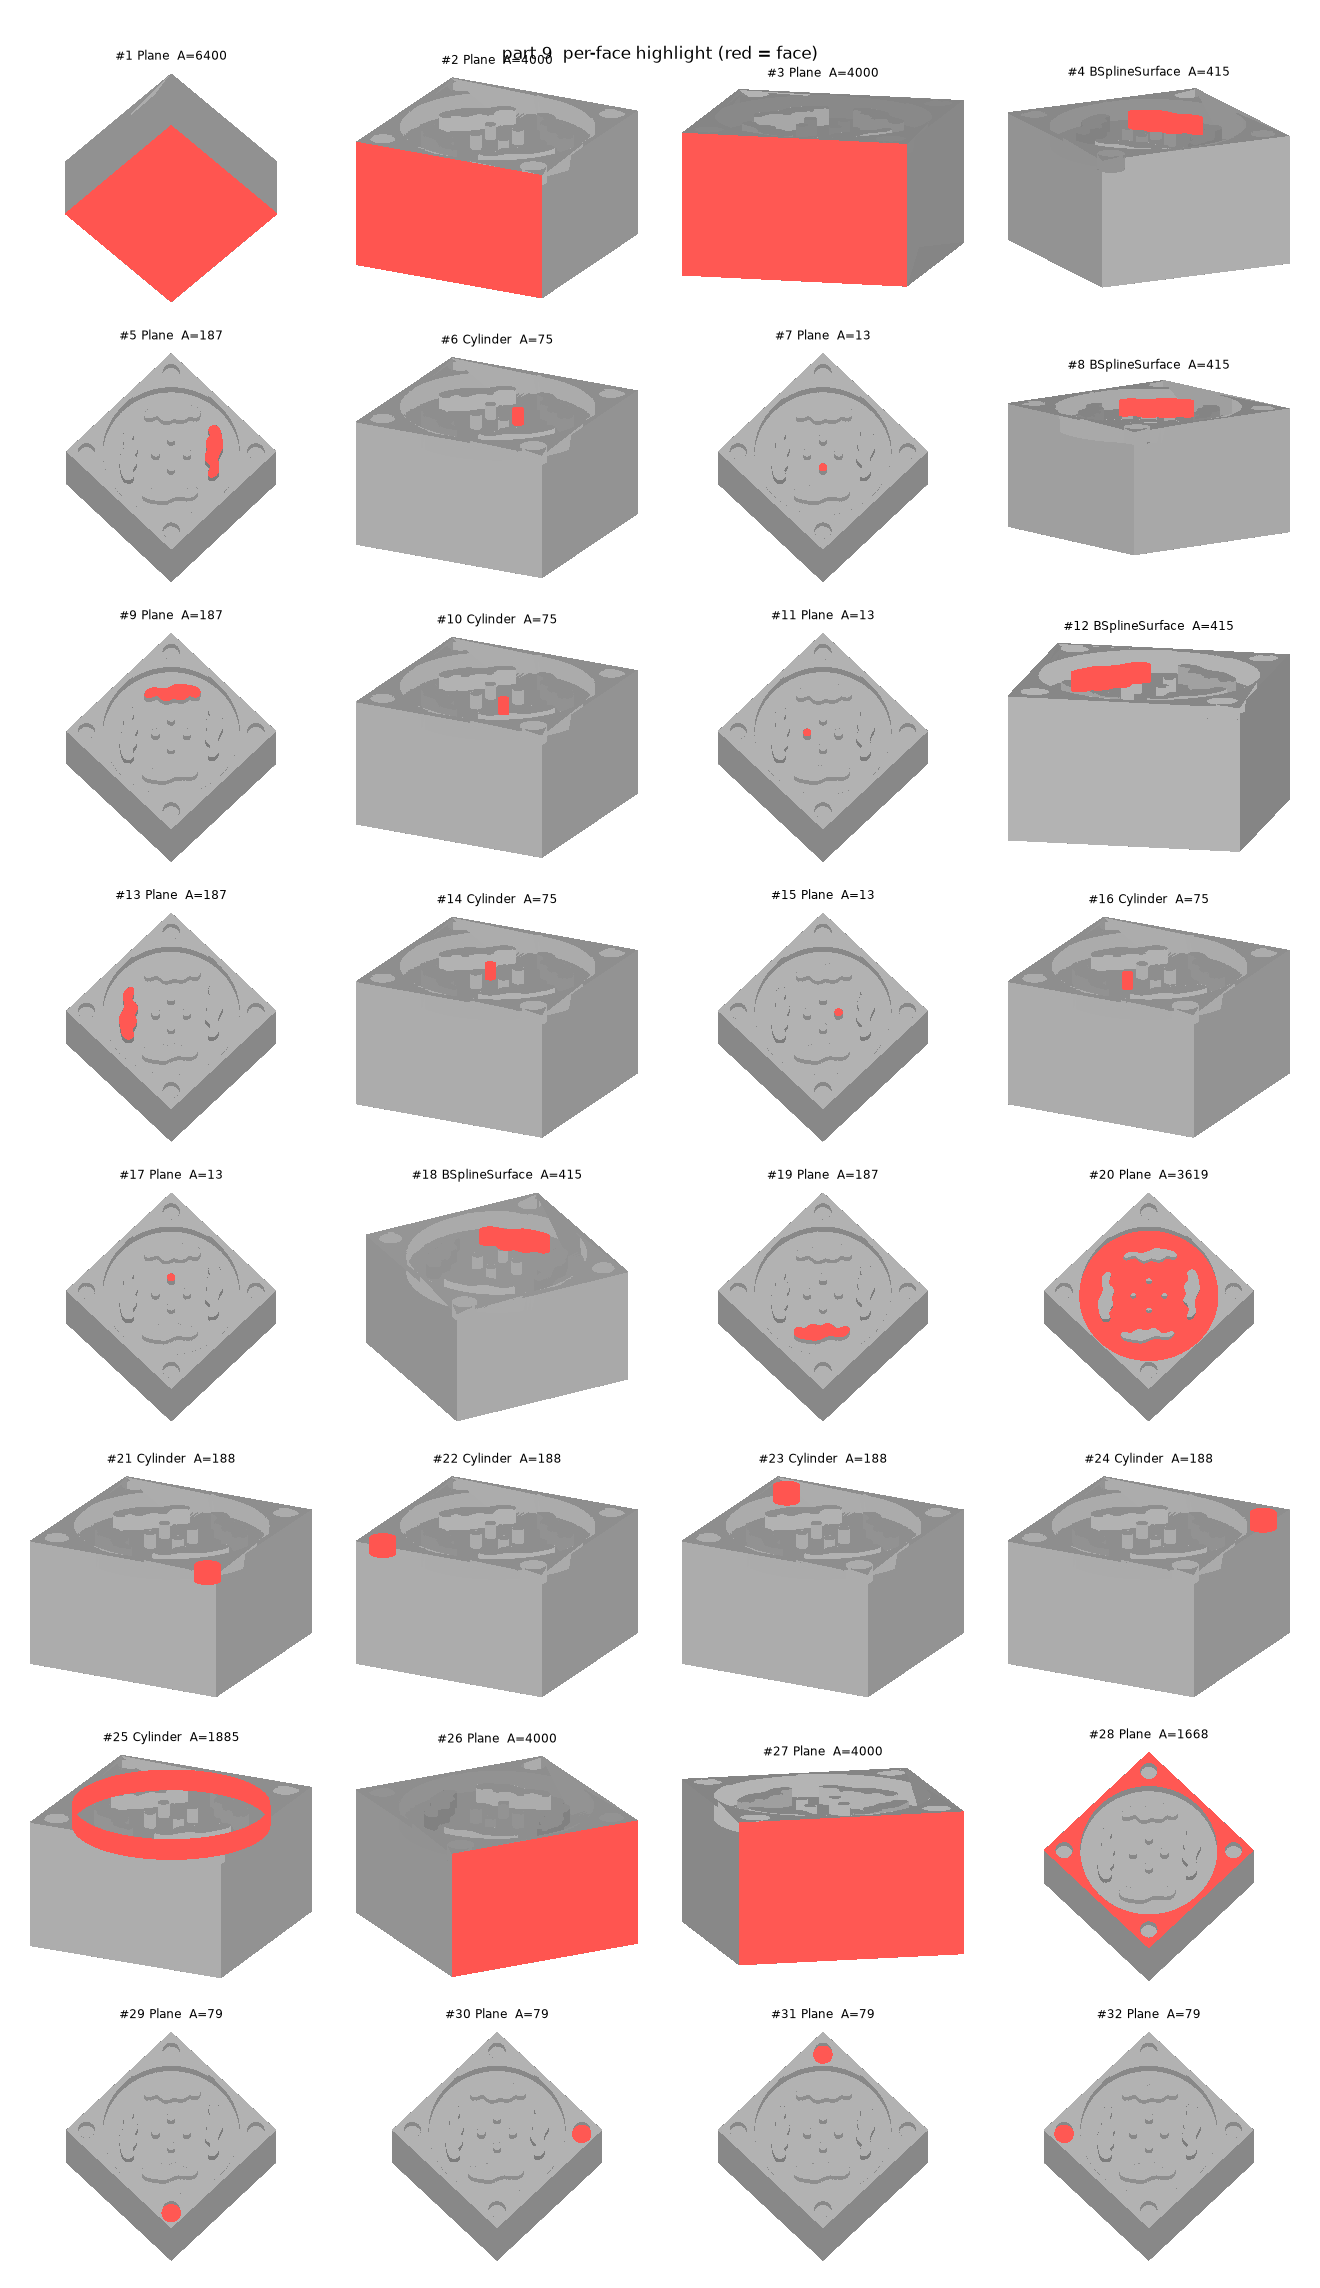 part 9  per-face highlight (red = face)
#1 Plane  A=6400
#2 Plane  A=4000
#3 Plane  A=4000
#4 BSplineSurface  A=415
#5 Plane  A=187
#6 Cylinder  A=75
#7 Plane  A=13
#8 BSplineSurface  A=415
#9 Plane  A=187
#10 Cylinder  A=75
#11 Plane  A=13
#12 BSplineSurface  A=415
#13 Plane  A=187
#14 Cylinder  A=75
#15 Plane  A=13
#16 Cylinder  A=75
#17 Plane  A=13
#18 BSplineSurface  A=415
#19 Plane  A=187
#20 Plane  A=3619
#21 Cylinder  A=188
#22 Cylinder  A=188
#23 Cylinder  A=188
#24 Cylinder  A=188
#25 Cylinder  A=1885
#26 Plane  A=4000
#27 Plane  A=4000
#28 Plane  A=1668
#29 Plane  A=79
#30 Plane  A=79
#31 Plane  A=79
#32 Plane  A=79